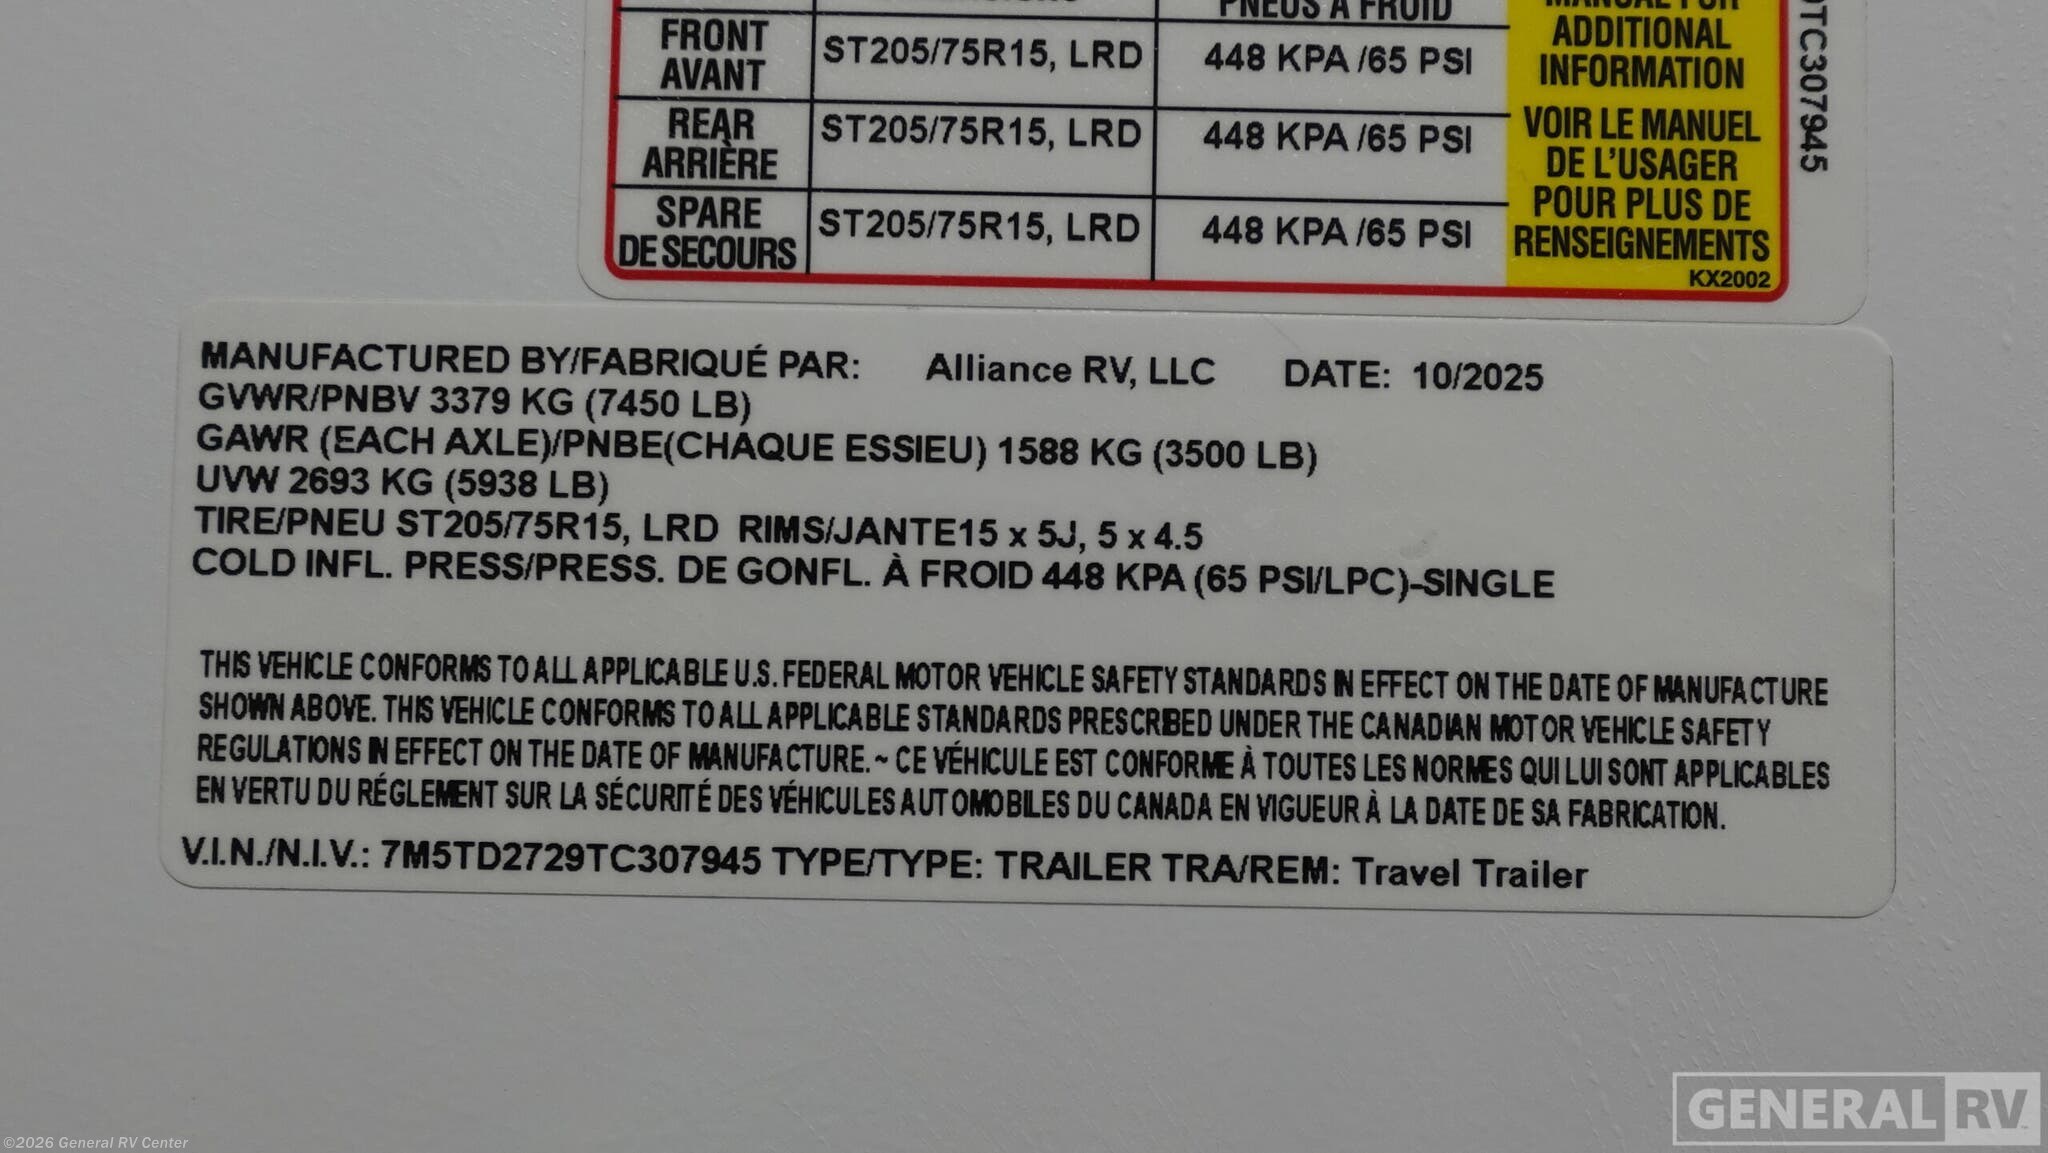 PNEUS À FROID
MANUAL FOR
ADDITIONAL
INFORMATION
FRONT
AVANT
ST205/75R15, LRD
448 KPA /65 PSI
REAR
ARRIÈRE
ST205/75R15, LRD
448 KPA /65 PSI
VOIR LE MANUEL
DE L'USAGER
POUR PLUS DE
RENSEIGNEMENTS
SPARE
DE SECOURS
ST205/75R15, LRD
448 KPA /65 PSI
KX2002
TC307945
MANUFACTURED BY/FABRIQUÉ PAR: Alliance RV, LLC DATE: 10/2025
GVWR/PNBV 3379 KG (7450 LB)
GAWR (EACH AXLE)/PNBE(CHAQUE ESSIEU) 1588 KG (3500 LB)
UVW 2693 KG (5938 LB)
TIRE/PNEU ST205/75R15, LRD RIMS/JANTE15 x 5J, 5 x 4.5
COLD INFL. PRESS/PRESS. DE GONFL. À FROID 448 KPA (65 PSI/LPC)-SINGLE
THIS VEHICLE CONFORMS TO ALL APPLICABLE U.S. FEDERAL MOTOR VEHICLE SAFETY STANDARDS IN EFFECT ON THE DATE OF MANUFACTURE
SHOWN ABOVE. THIS VEHICLE CONFORMS TO ALL APPLICABLE STANDARDS PRESCRIBED UNDER THE CANADIAN MOTOR VEHICLE SAFETY
REGULATIONS IN EFFECT ON THE DATE OF MANUFACTURE. ~ CE VÉHICULE EST CONFORME À TOUTES LES NORMES QUI LUI SONT APPLICABLES
EN VERTU DU RÉGLEMENT SUR LA SÉCURITÉ DES VÉHICULES AUTOMOBILES DU CANADA EN VIGUEUR À LA DATE DE SA FABRICATION.
V.I.N./N.I.V.: 7M5TD2729TC307945 TYPE/TYPE: TRAILER TRA/REM: Travel Trailer
GENERAL RV
©2026 General RV Center